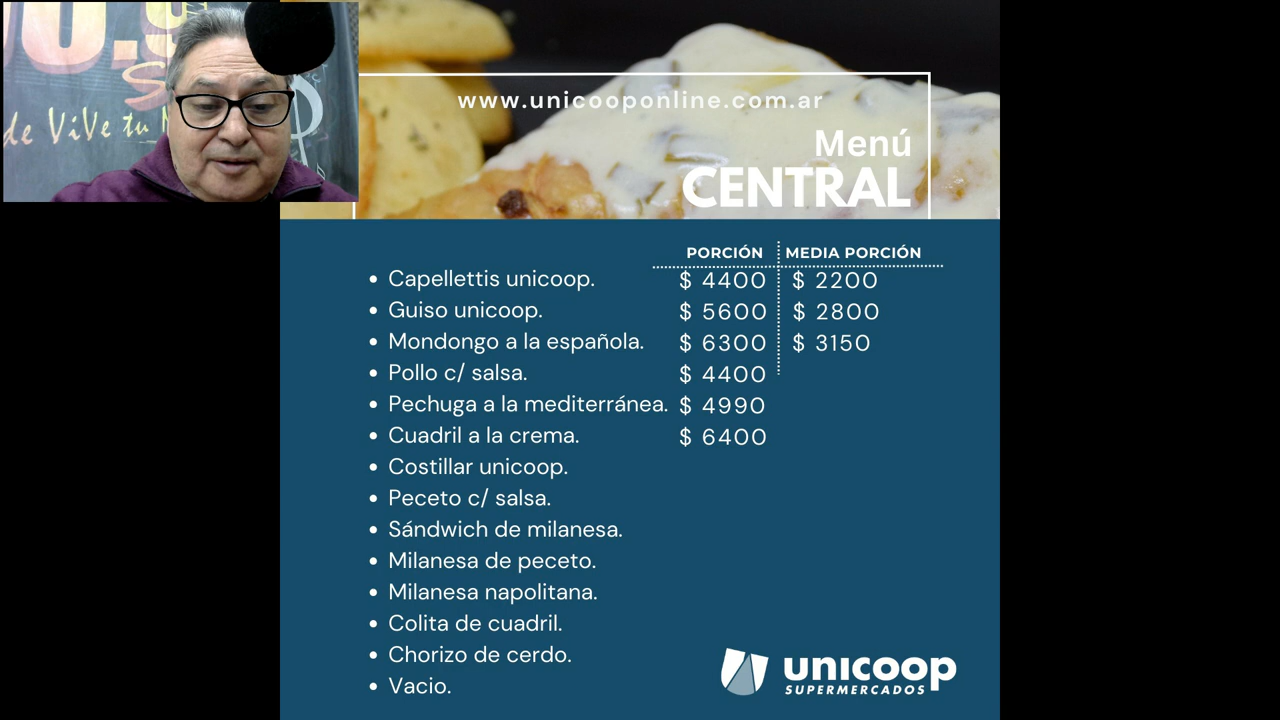 de ViVe tu
www.unicooponline.com.ar
Menú
CENTRAL
PORCIÓN MEDIA PORCIÓN
• Capellettis unicoop. $ 4400 $ 2200
• Guiso unicoop. $ 5600 $ 2800
• Mondongo a la española. $ 6300 $ 3150
• Pollo c/ salsa. $ 4400
• Pechuga a la mediterránea. $ 4990
• Cuadril a la crema. $ 6400
• Costillar unicoop.
• Peceto c/ salsa.
• Sándwich de milanesa.
• Milanesa de peceto.
• Milanesa napolitana.
• Colita de cuadril.
• Chorizo de cerdo.
• Vacio.
unicoop
SUPERMERCADOS